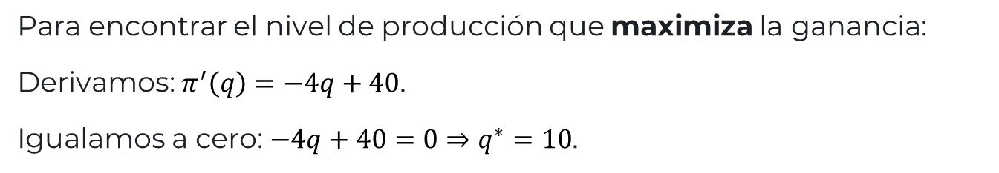 Para encontrar el nivel de producción que maximiza la ganancia:
Derivamos: π′(q) = −4q + 40.
Igualamos a cero: −4q + 40 = 0 ⇒ q* = 10.